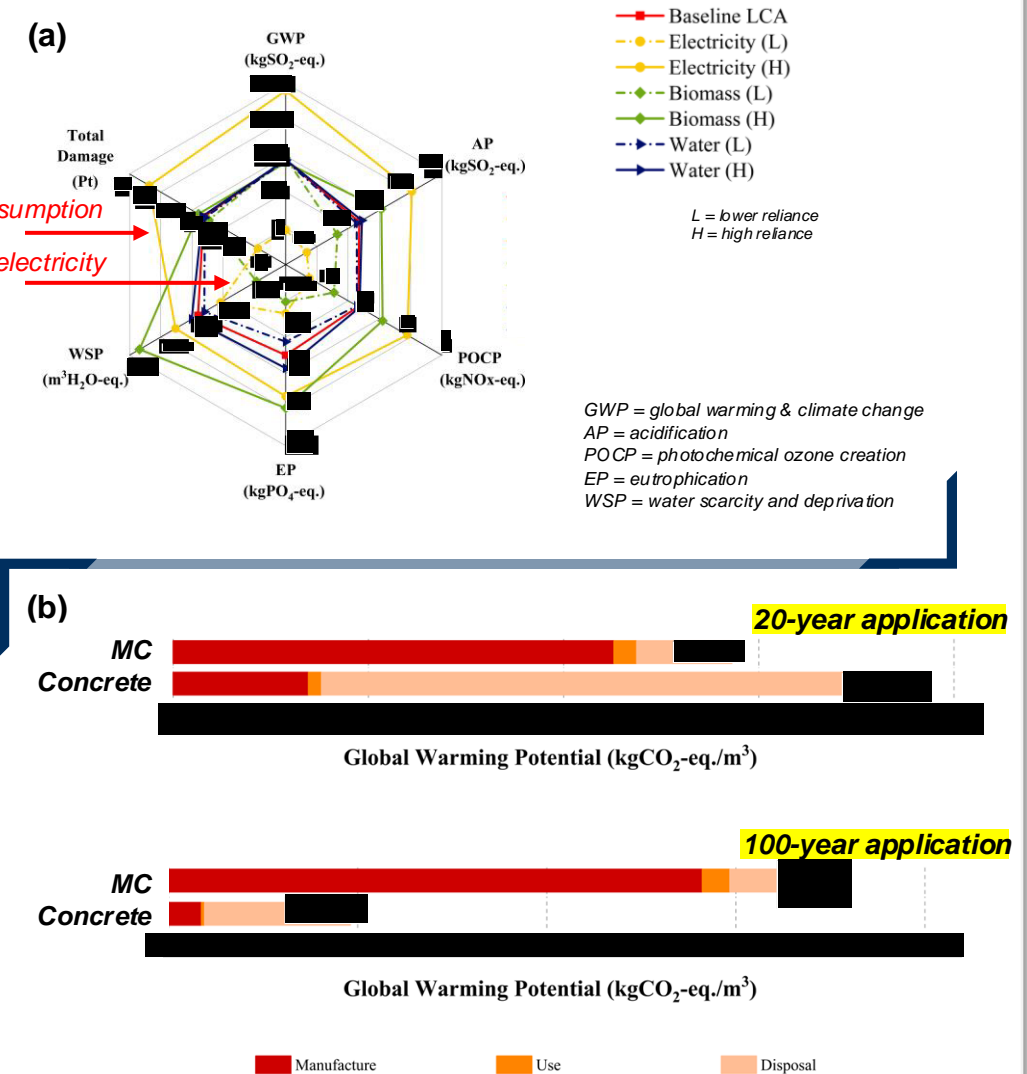 (a)
GWP
(kgSO₂-eq.)
AP
(kgSO₂-eq.)
POCP
(kgNOx-eq.)
EP
(kgPO₄-eq.)
WSP
(m³H₂O-eq.)
Total
Damage
(Pt)
sumption
electricity
Baseline LCA
Electricity (L)
Electricity (H)
Biomass (L)
Biomass (H)
Water (L)
Water (H)
L = lower reliance
H = high reliance
GWP = global warming & climate change
AP = acidification
POCP = photochemical ozone creation
EP = eutrophication
WSP = water scarcity and deprivation
(b)
20-year application
MC
Concrete
Global Warming Potential (kgCO₂-eq./m³)
100-year application
MC
Concrete
Global Warming Potential (kgCO₂-eq./m³)
Manufacture Use Disposal